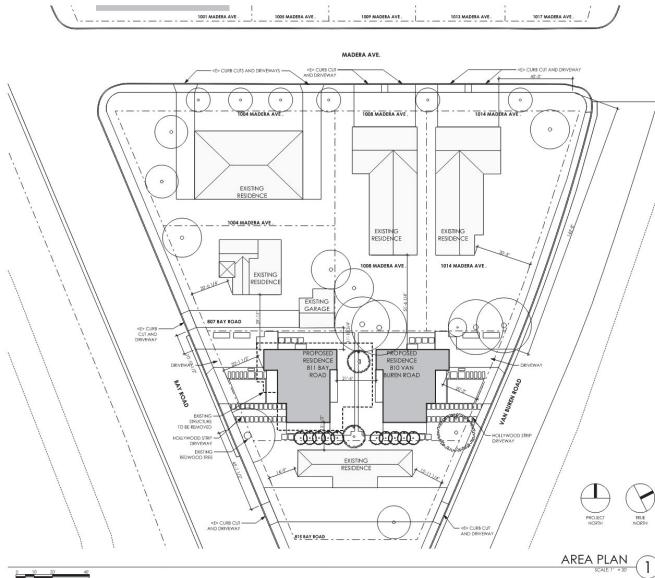 1001 MADERA AVE .
1005 MADERA AVE .
1009 MADERA AVE .
1013 MADERA AVE .
1017 MADERA AVE .
MADERA AVE.
<E> CURB CUTS AND DRIVEWAYS
<E> CURB CUT
AND DRIVEWAY
<E> CURB CUT AND DRIVEWAY
1004 MADERA AVE .
1008 MADERA AVE .
1014 MADERA AVE .
EXISTING
RESIDENCE
1004 MADERA AVE .
EXISTING
RESIDENCE
EXISTING
RESIDENCE
1008 MADERA AVE .
1014 MADERA AVE .
EXISTING
RESIDENCE
EXISTING
GARAGE
807 BAY ROAD
<E> CURB
CUT AND
DRIVEWAY
DRIVEWAY
PROPOSED
RESIDENCE
811 BAY
ROAD
PROPOSED
RESIDENCE
810 VAN
BUREN ROAD
DRIVEWAY
BAY ROAD
VAN BUREN ROAD
EXISTING
STRUCTURE
TO BE REMOVED
HOLLYWOOD STRIP
DRIVEWAY
EXISTING
REDWOOD TREE
HOLLYWOOD STRIP
DRIVEWAY
EXISTING
RESIDENCE
<E> CURB CUT
AND DRIVEWAY
815 BAY ROAD
<E> CURB CUT
AND DRIVEWAY
PROJECT
NORTH
TRUE
NORTH
AREA PLAN
1
0 10 20 40